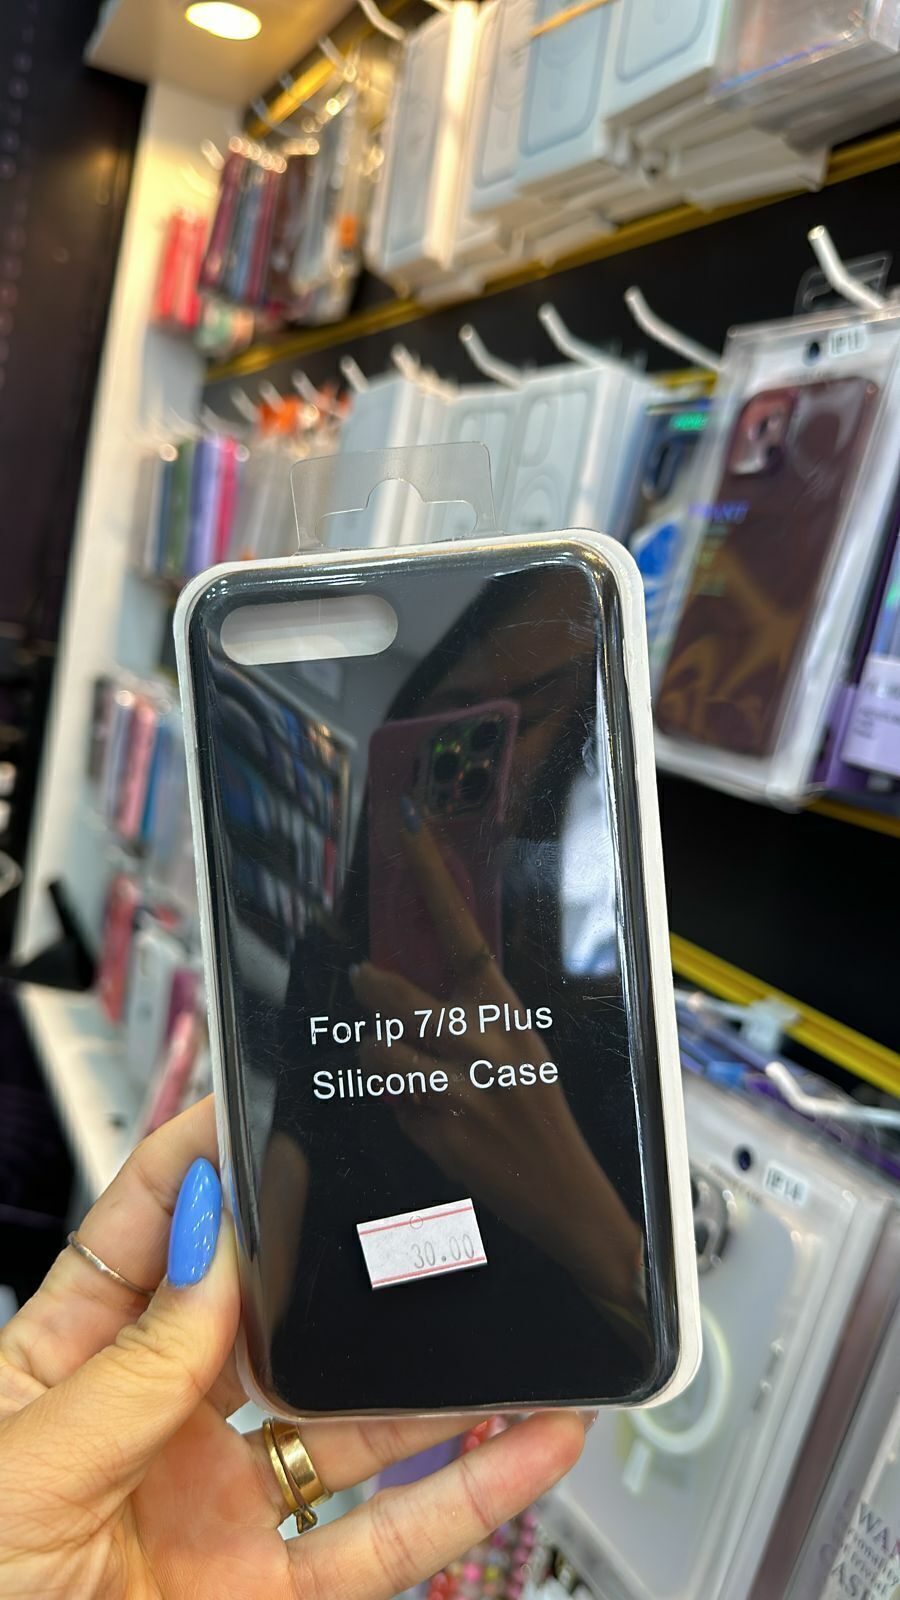 For ip 7/8 Plus
Silicone Case
30.00